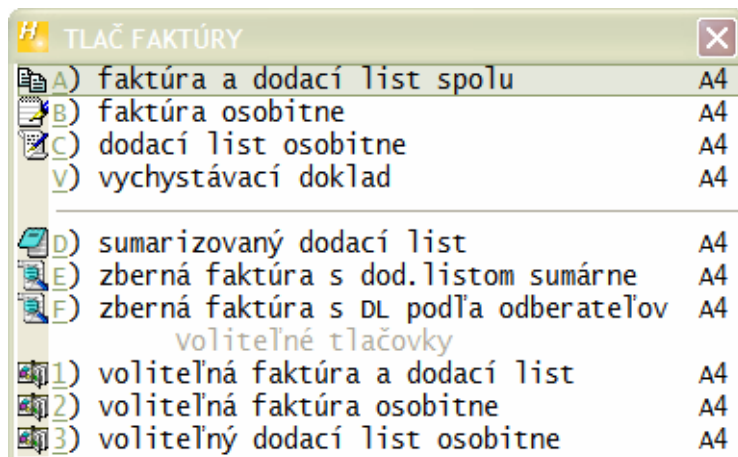 TLAČ FAKTÚRY
A) faktúra a dodací list spolu A4
B) faktúra osobitne A4
C) dodací list osobitne A4
V) vychystávací doklad A4
D) sumarizovaný dodací list A4
E) zberná faktúra s dod.listom sumárne A4
F) zberná faktúra s DL podľa odberateľov A4
Voliteľné tlačovky
1) voliteľná faktúra a dodací list A4
2) voliteľná faktúra osobitne A4
3) voliteľný dodací list osobitne A4